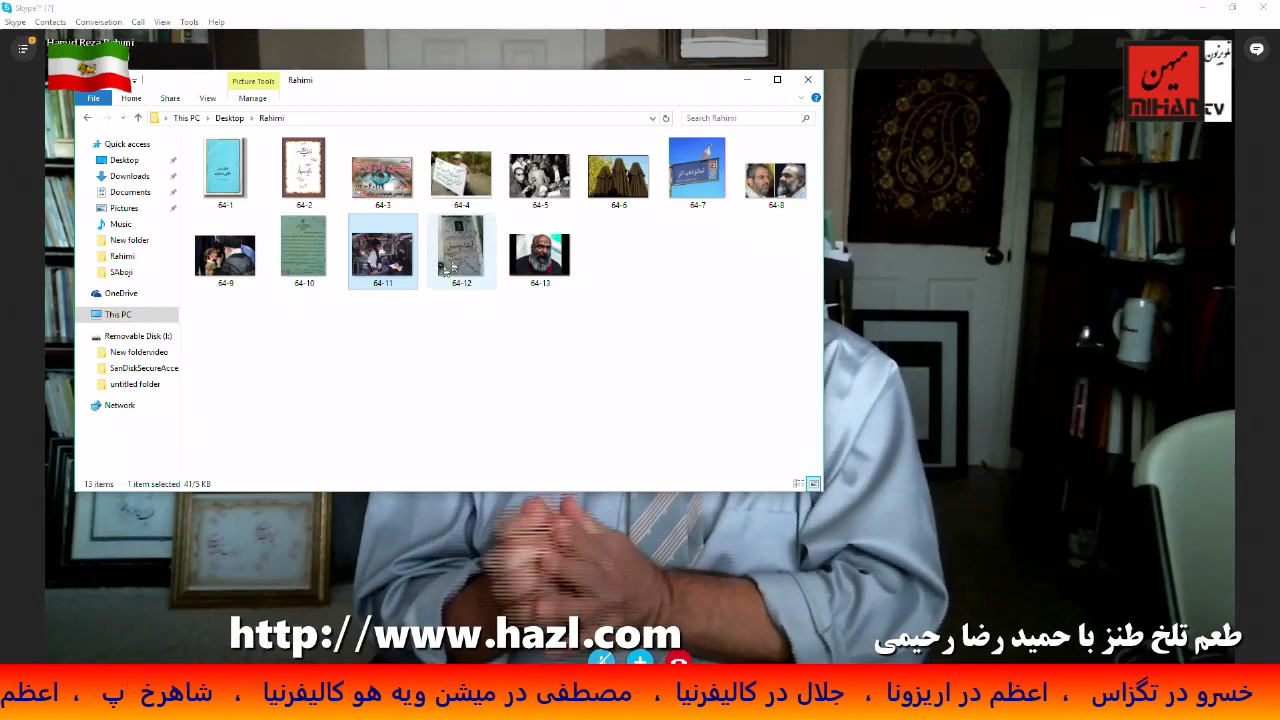 Skype™ [7]
Skype Contacts Conversation Call View Tools Help
Hamid Reza Rahimi
Picture Tools
Rahimi
File Home Share View Manage
This PC Desktop Rahimi
Search Rahimi
Quick access
Desktop
Downloads
Documents
Pictures
Music
New folder
Rahimi
SAboji
OneDrive
This PC
Removable Disk (I:)
New foldervideo
SanDiskSecureAcce
untitled folder
Network
64-1 64-2 64-3 64-4 64-5 64-6 64-7 64-8
64-9 64-10 64-11 64-12 64-13
13 items 1 item selected 41/5 KB
میهن
تلویزیون
MIHAN TV
http://www.hazl.com
طعم تلخ طنز با حمید رضا رحیمی
خسرو در تگزاس ، اعظم در اریزونا ، جلال در کالیفرنیا ، مصطفی در میشن ویه هو کالیفرنیا ، شاهرخ پ ، اعظم